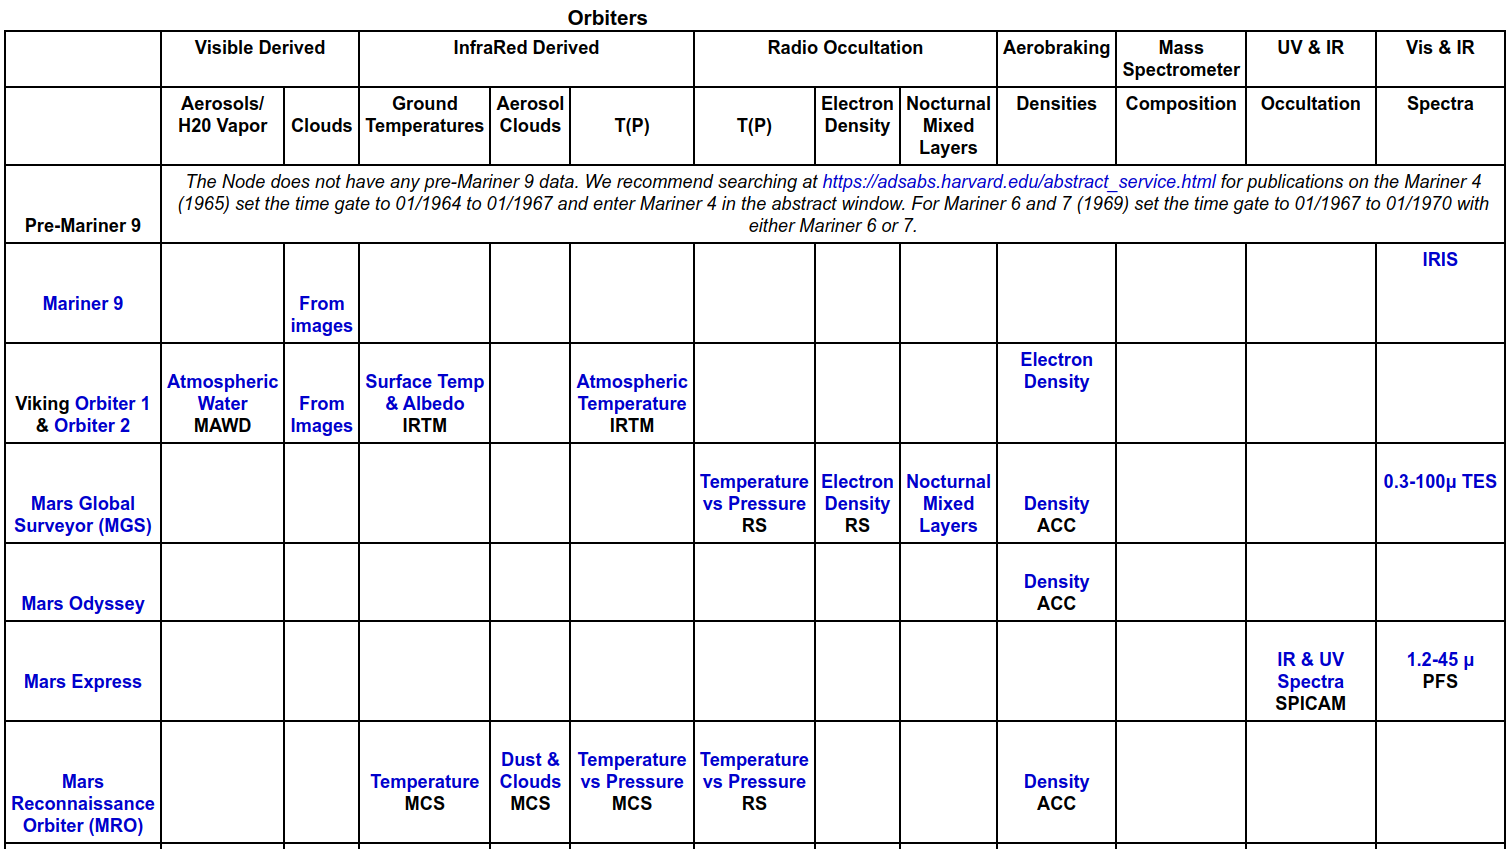 Orbiters
Visible Derived
InfraRed Derived
Radio Occultation
Aerobraking
Mass
Spectrometer
UV & IR
Vis & IR
Aerosols/
H20 Vapor
Clouds
Ground
Temperatures
Aerosol
Clouds
T(P)
T(P)
Electron
Density
Nocturnal
Mixed
Layers
Densities
Composition
Occultation
Spectra
Pre-Mariner 9
The Node does not have any pre-Mariner 9 data. We recommend searching at https://adsabs.harvard.edu/abstract_service.html for publications on the Mariner 4
(1965) set the time gate to 01/1964 to 01/1967 and enter Mariner 4 in the abstract window. For Mariner 6 and 7 (1969) set the time gate to 01/1967 to 01/1970 with
either Mariner 6 or 7.
Mariner 9
From
images
IRIS
Viking Orbiter 1
& Orbiter 2
Atmospheric
Water
MAWD
From
Images
Surface Temp
& Albedo
IRTM
Atmospheric
Temperature
IRTM
Electron
Density
Mars Global
Surveyor (MGS)
Temperature
vs Pressure
RS
Electron
Density
RS
Nocturnal
Mixed
Layers
Density
ACC
0.3-100µ TES
Mars Odyssey
Density
ACC
Mars Express
IR & UV
Spectra
SPICAM
1.2-45 µ
PFS
Mars
Reconnaissance
Orbiter (MRO)
Temperature
MCS
Dust &
Clouds
MCS
Temperature
vs Pressure
MCS
Temperature
vs Pressure
RS
Density
ACC